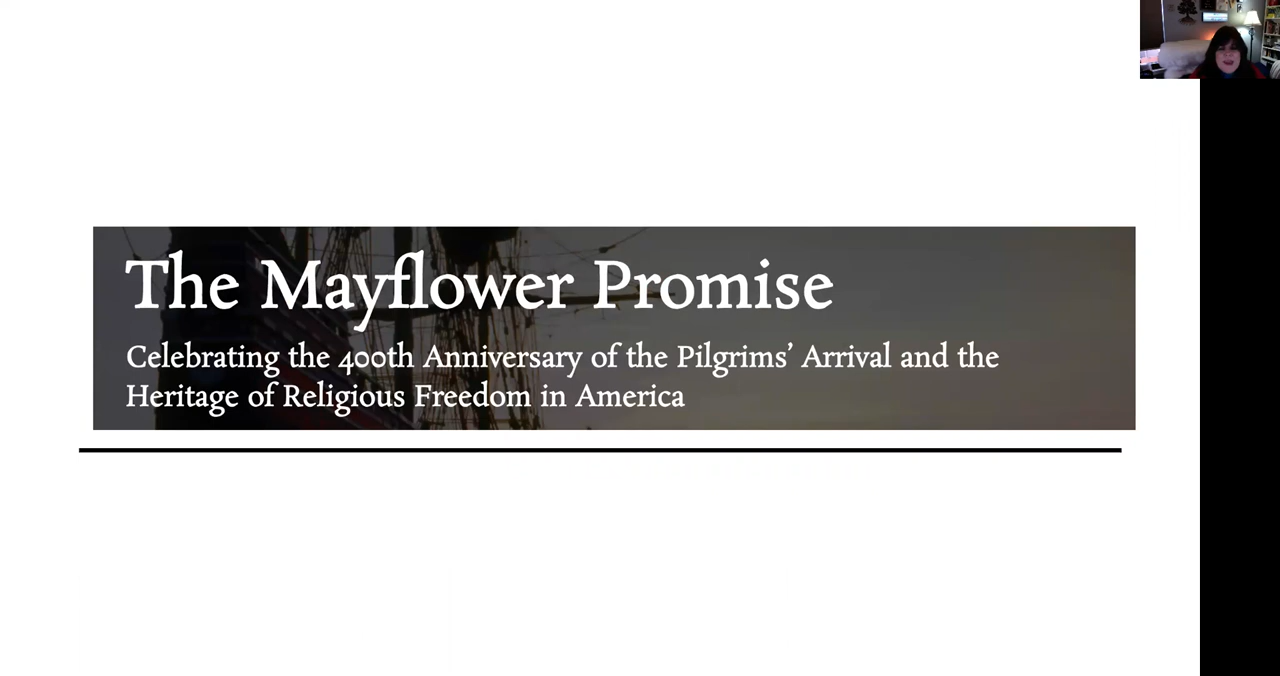 The Mayflower Promise
Celebrating the 400th Anniversary of the Pilgrims’ Arrival and the
Heritage of Religious Freedom in America